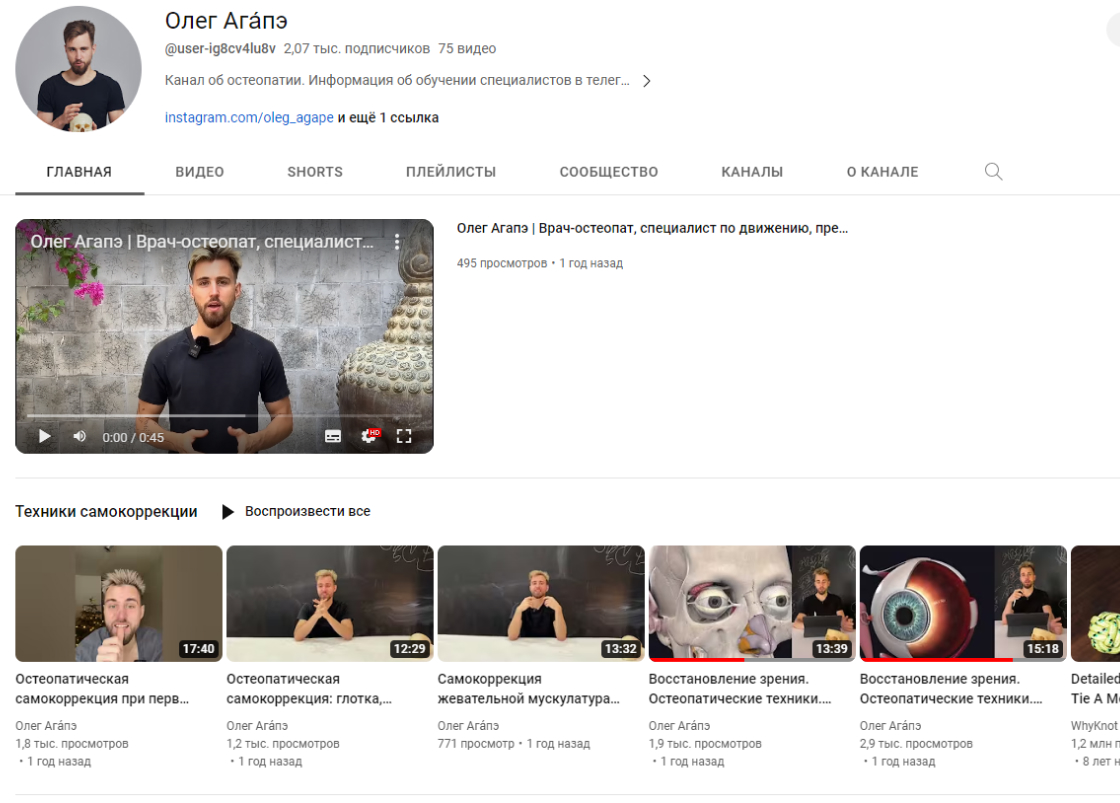 Олег Ага́пэ
@user-ig8cv4lu8v 2,07 тыс. подписчиков 75 видео
Канал об остеопатии. Информация об обучении специалистов в телег...
instagram.com/oleg_agape и ещё 1 ссылка
ГЛАВНАЯ ВИДЕО SHORTS ПЛЕЙЛИСТЫ СООБЩЕСТВО КАНАЛЫ О КАНАЛЕ
Олег Агапэ | Врач-остеопат, специалист...
0:00 / 0:45
HD
Олег Агапэ | Врач-остеопат, специалист по движению, пре...
495 просмотров • 1 год назад
Техники самокоррекции Воспроизвести все
17:40
12:29
13:32
13:39
15:18
Остеопатическая
самокоррекция при перв...
Олег Ага́пэ
1,8 тыс. просмотров
• 1 год назад
Остеопатическая
самокоррекция: глотка,...
Олег Ага́пэ
1,2 тыс. просмотров
• 1 год назад
Самокоррекция
жевательной мускулатура...
Олег Ага́пэ
771 просмотр • 1 год назад
Восстановление зрения.
Остеопатические техники....
Олег Ага́пэ
1,9 тыс. просмотров
• 1 год назад
Восстановление зрения.
Остеопатические техники....
Олег Ага́пэ
2,9 тыс. просмотров
• 1 год назад
Detailed
Tie A M
WhyKnot
1,2 млн п
• 8 лет н